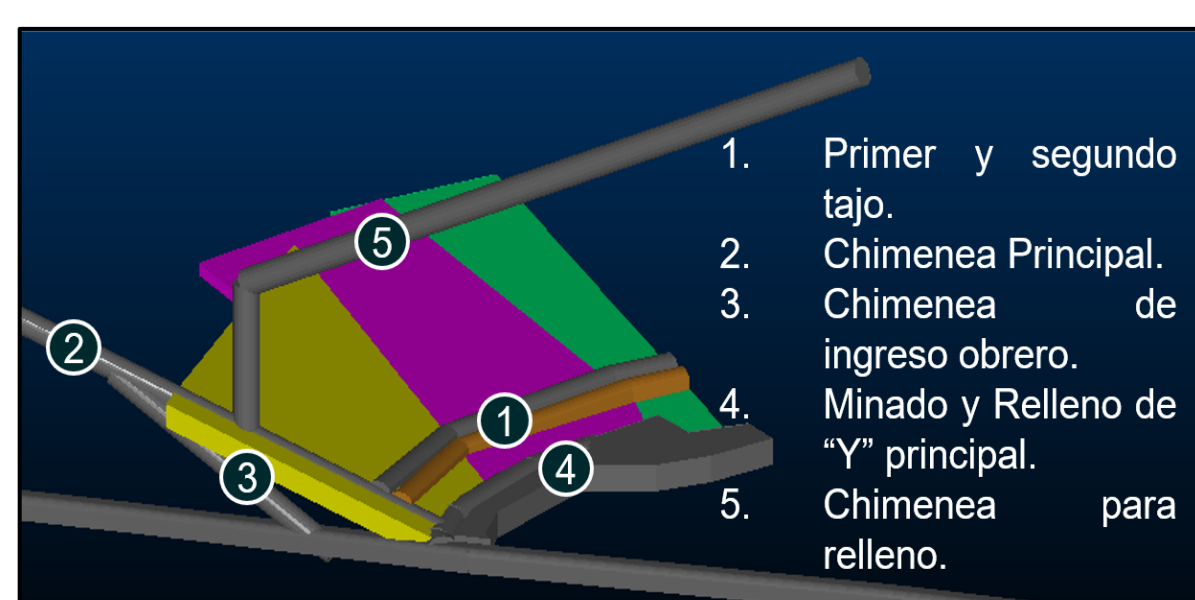 1. Primer y segundo
tajo.
2. Chimenea Principal.
3. Chimenea de
ingreso obrero.
4. Minado y Relleno de
“Y” principal.
5. Chimenea para
relleno.
5
2
1
4
3